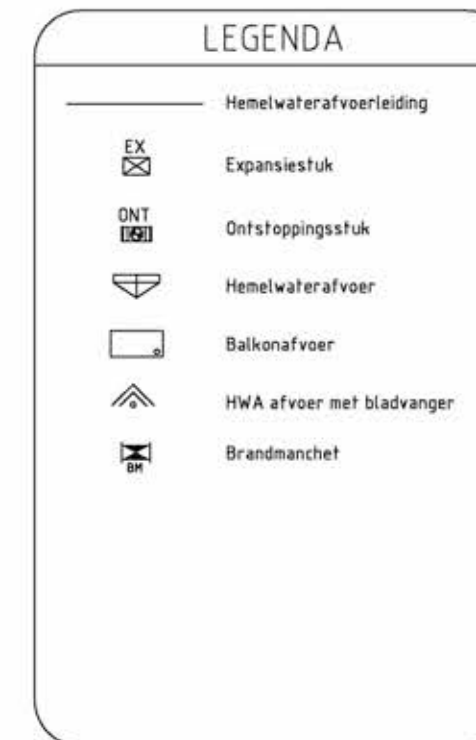 LEGENDA
Hemelwaterafvoerleiding
EX
Expansiestuk
ONT
Ontstoppingsstuk
Hemelwaterafvoer
Balkonafvoer
HWA afvoer met bladvanger
BM
Brandmanchet